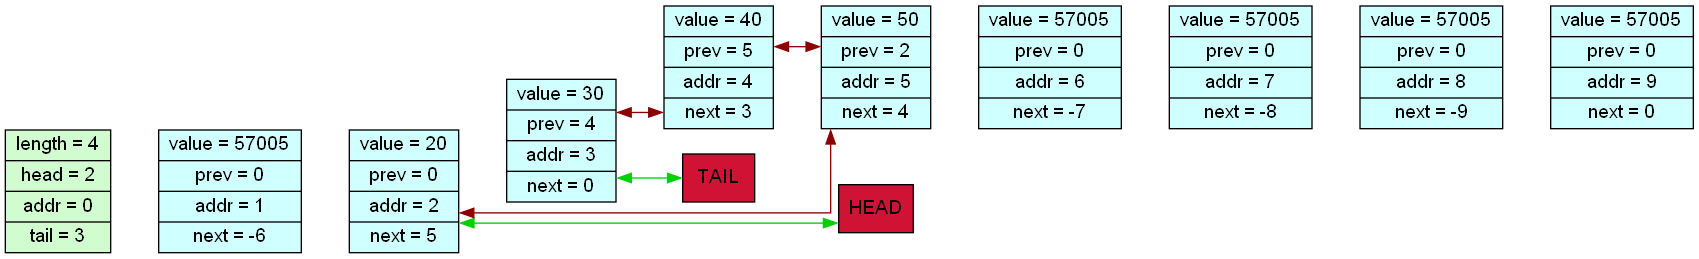 length = 4
head = 2
addr = 0
tail = 3
value = 57005
prev = 0
addr = 1
next = -6
value = 20
prev = 0
addr = 2
next = 5
value = 30
prev = 4
addr = 3
next = 0
value = 40
prev = 5
addr = 4
next = 3
TAIL
value = 50
prev = 2
addr = 5
next = 4
HEAD
value = 57005
prev = 0
addr = 6
next = -7
value = 57005
prev = 0
addr = 7
next = -8
value = 57005
prev = 0
addr = 8
next = -9
value = 57005
prev = 0
addr = 9
next = 0